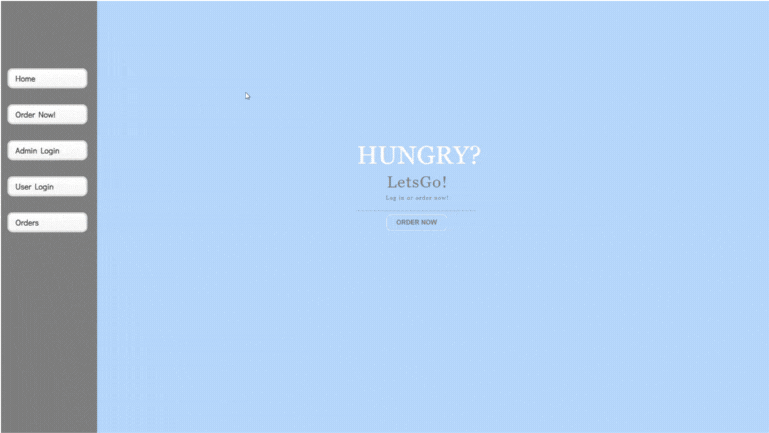 Home
Order Now!
Admin Login
User Login
Orders
HUNGRY?
LetsGo!
Log in or order now!
ORDER NOW